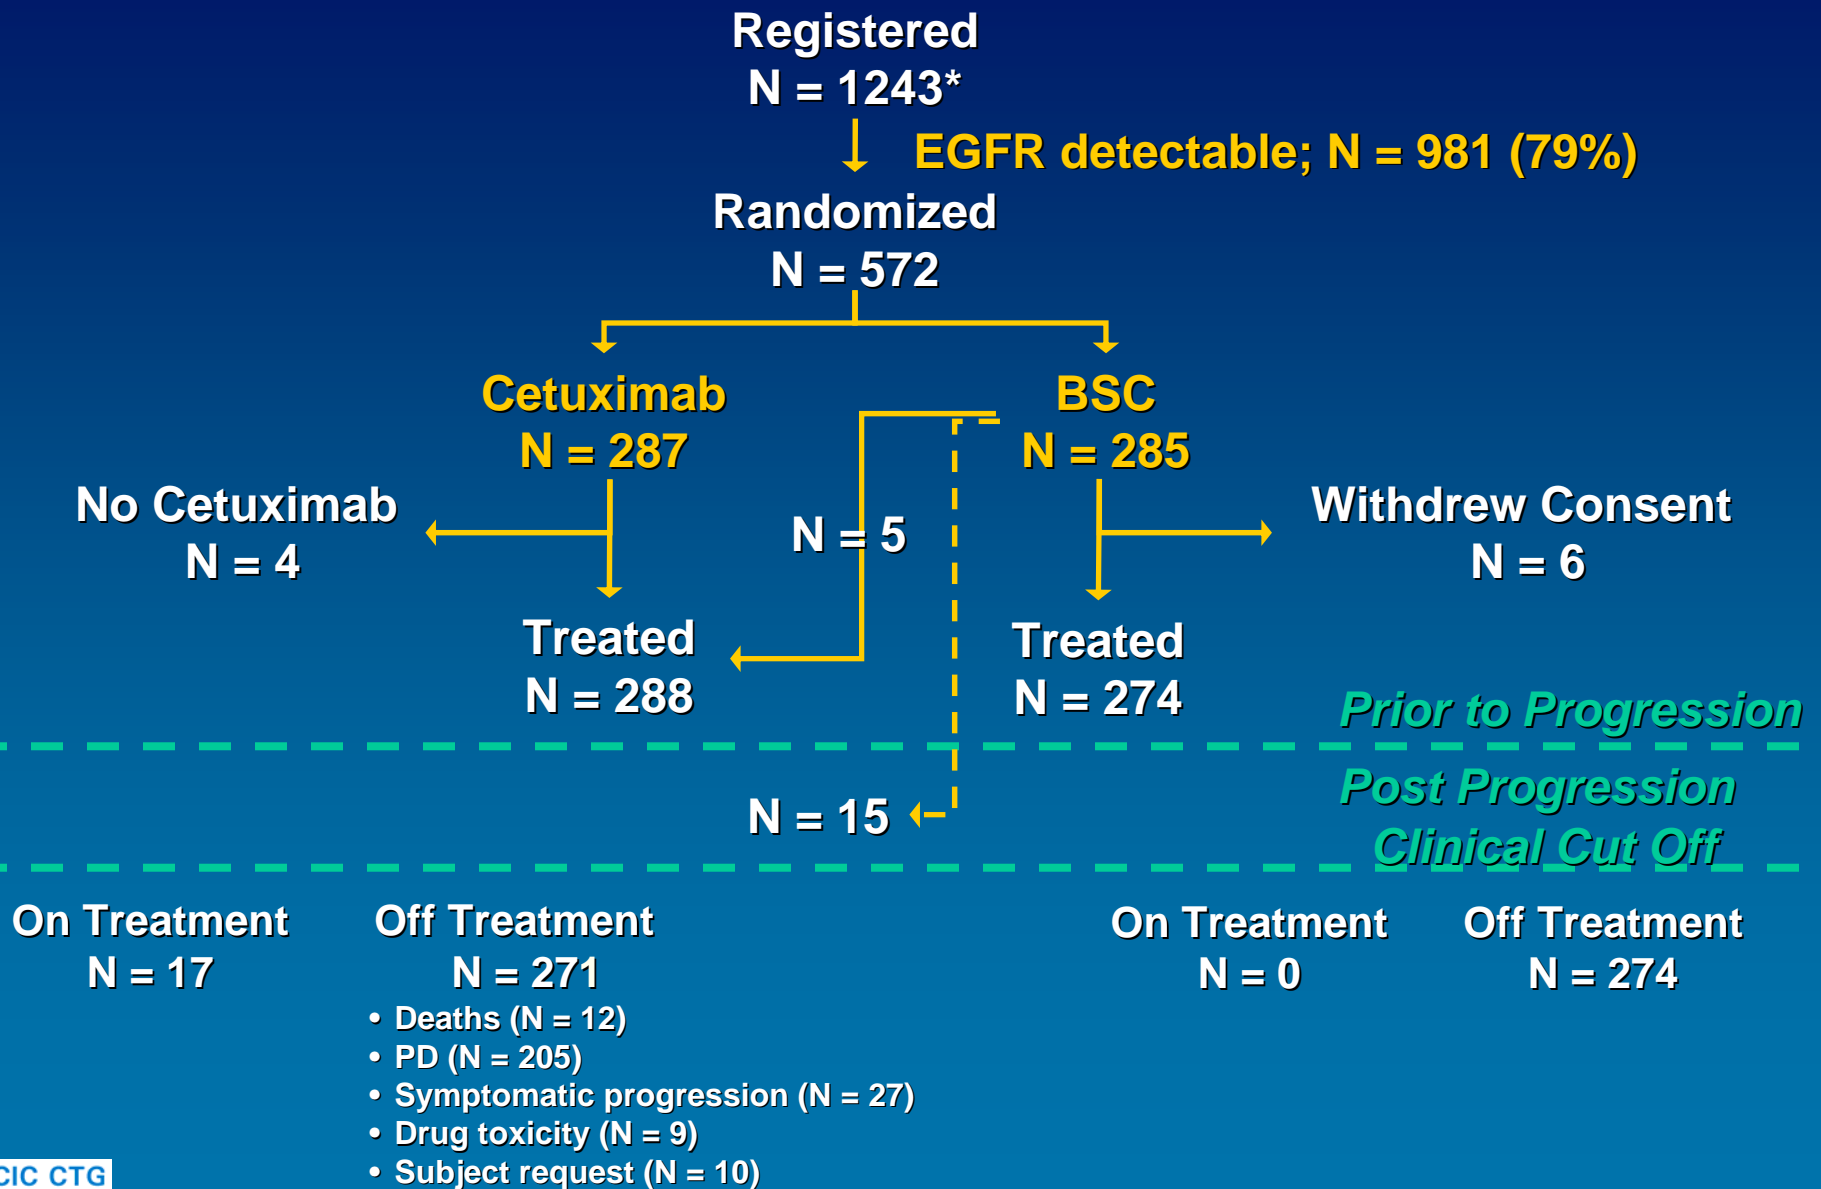 Registered
N = 1243*
EGFR detectable; N = 981 (79%)
Randomized
N = 572
Cetuximab
N = 287
BSC
N = 285
No Cetuximab
N = 4
N = 5
Withdrew Consent
N = 6
Treated
N = 288
Treated
N = 274
Prior to Progression
Post Progression
N = 15
Clinical Cut Off
On Treatment
N = 17
Off Treatment
N = 271
• Deaths (N = 12)
• PD (N = 205)
• Symptomatic progression (N = 27)
• Drug toxicity (N = 9)
• Subject request (N = 10)
On Treatment
N = 0
Off Treatment
N = 274
CIC CTG